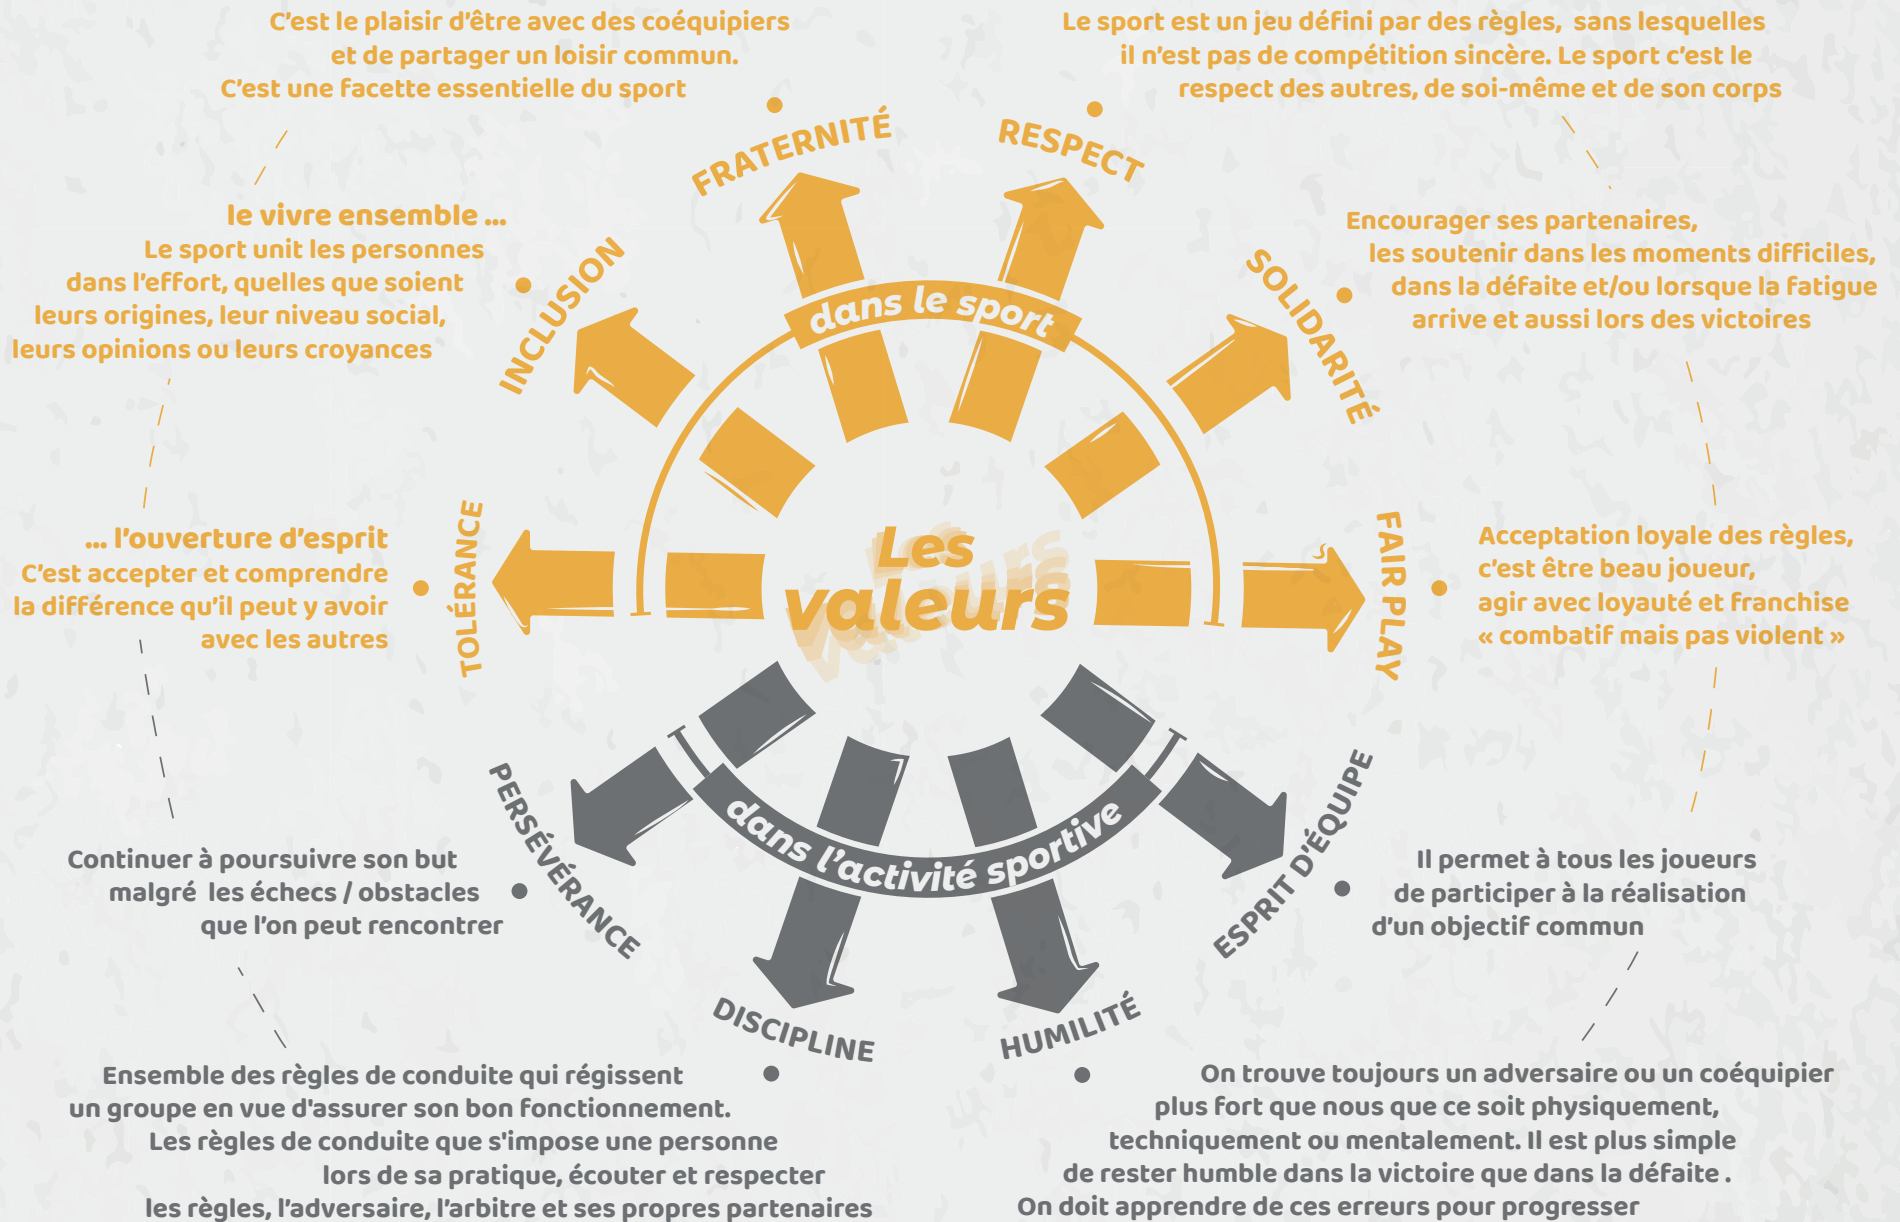 Les
valeurs
dans le sport
FRATERNITÉ
C'est le plaisir d'être avec des coéquipiers
et de partager un loisir commun.
C'est une facette essentielle du sport
RESPECT
Le sport est un jeu défini par des règles, sans lesquelles
il n'est pas de compétition sincère. Le sport c'est le
respect des autres, de soi-même et de son corps
INCLUSION
le vivre ensemble ...
Le sport unit les personnes
dans l'effort, quelles que soient
leurs origines, leur niveau social,
leurs opinions ou leurs croyances
SOLIDARITÉ
Encourager ses partenaires,
les soutenir dans les moments difficiles,
dans la défaite et/ou lorsque la fatigue
arrive et aussi lors des victoires
TOLÉRANCE
... l'ouverture d'esprit
C'est accepter et comprendre
la différence qu'il peut y avoir
avec les autres
FAIR PLAY
Acceptation loyale des règles,
c'est être beau joueur,
agir avec loyauté et franchise
« combatif mais pas violent »
dans l'activité sportive
PERSÉVÉRANCE
Continuer à poursuivre son but
malgré les échecs / obstacles
que l'on peut rencontrer
ESPRIT D'ÉQUIPE
Il permet à tous les joueurs
de participer à la réalisation
d'un objectif commun
DISCIPLINE
Ensemble des règles de conduite qui régissent
un groupe en vue d'assurer son bon fonctionnement.
Les règles de conduite que s'impose une personne
lors de sa pratique, écouter et respecter
les règles, l'adversaire, l'arbitre et ses propres partenaires
HUMILITÉ
On trouve toujours un adversaire ou un coéquipier
plus fort que nous que ce soit physiquement,
techniquement ou mentalement. Il est plus simple
de rester humble dans la victoire que dans la défaite .
On doit apprendre de ces erreurs pour progresser